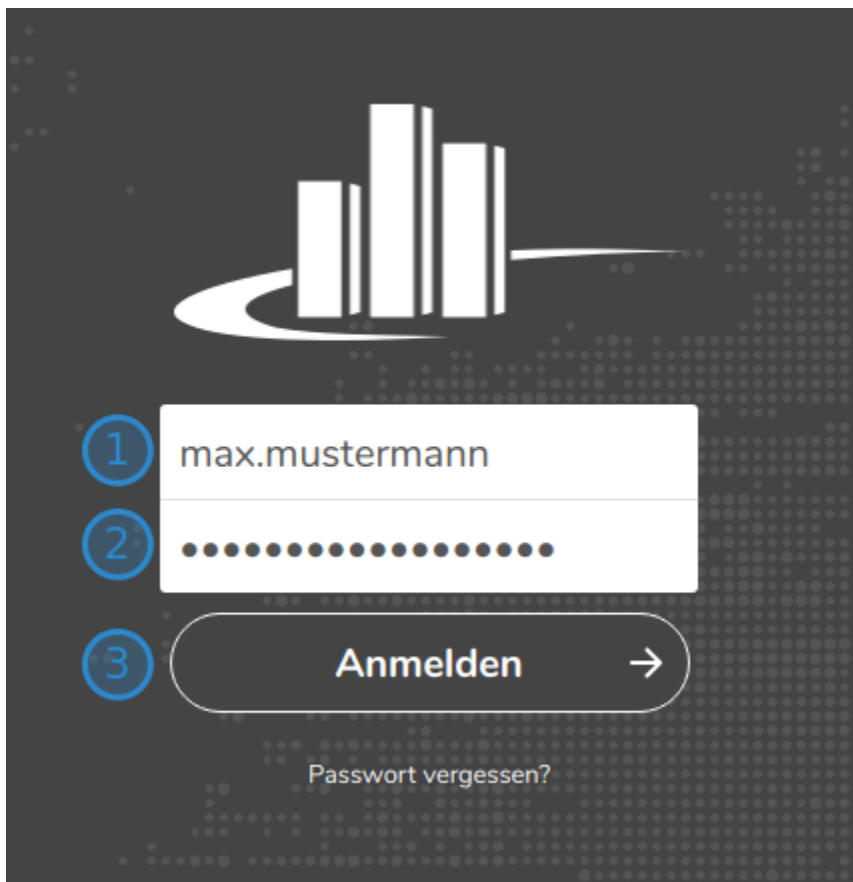 1 max.mustermann
2 ••••••••••••••••••
3 Anmelden →
Passwort vergessen?